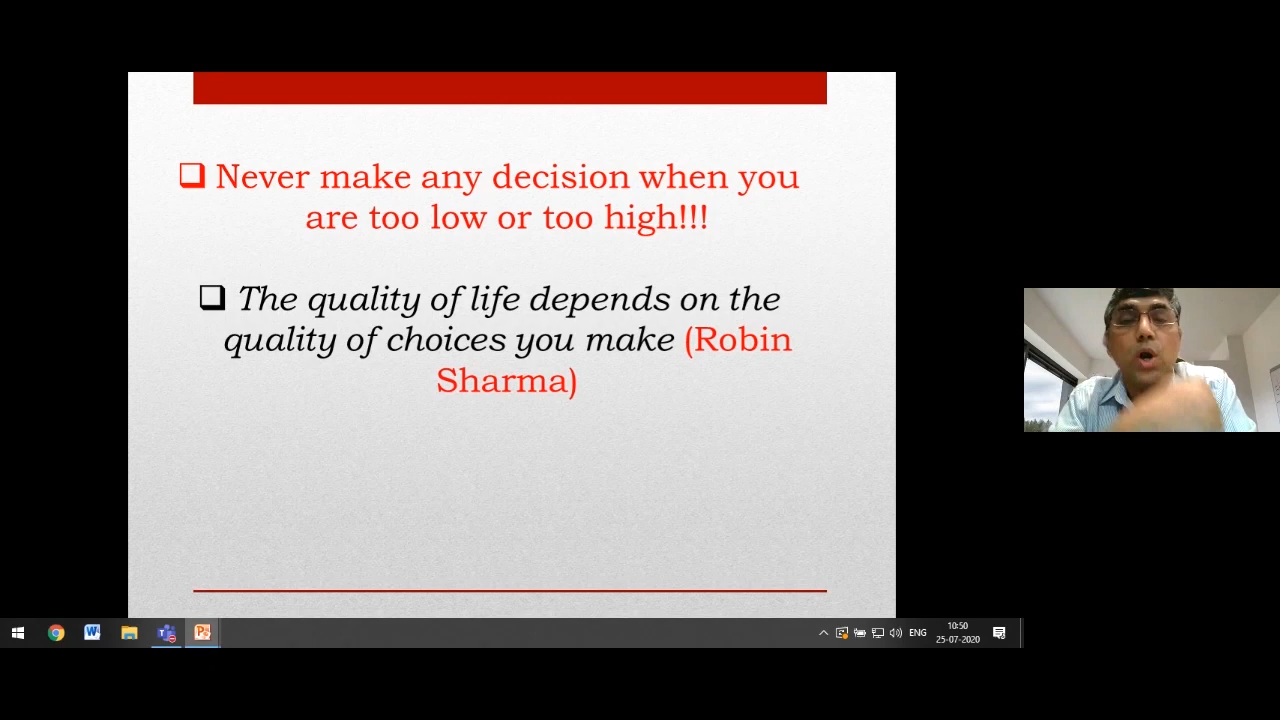 ❑ Never make any decision when you
are too low or too high!!!
❑ The quality of life depends on the
quality of choices you make (Robin
Sharma)
ENG
10:50
25-07-2020